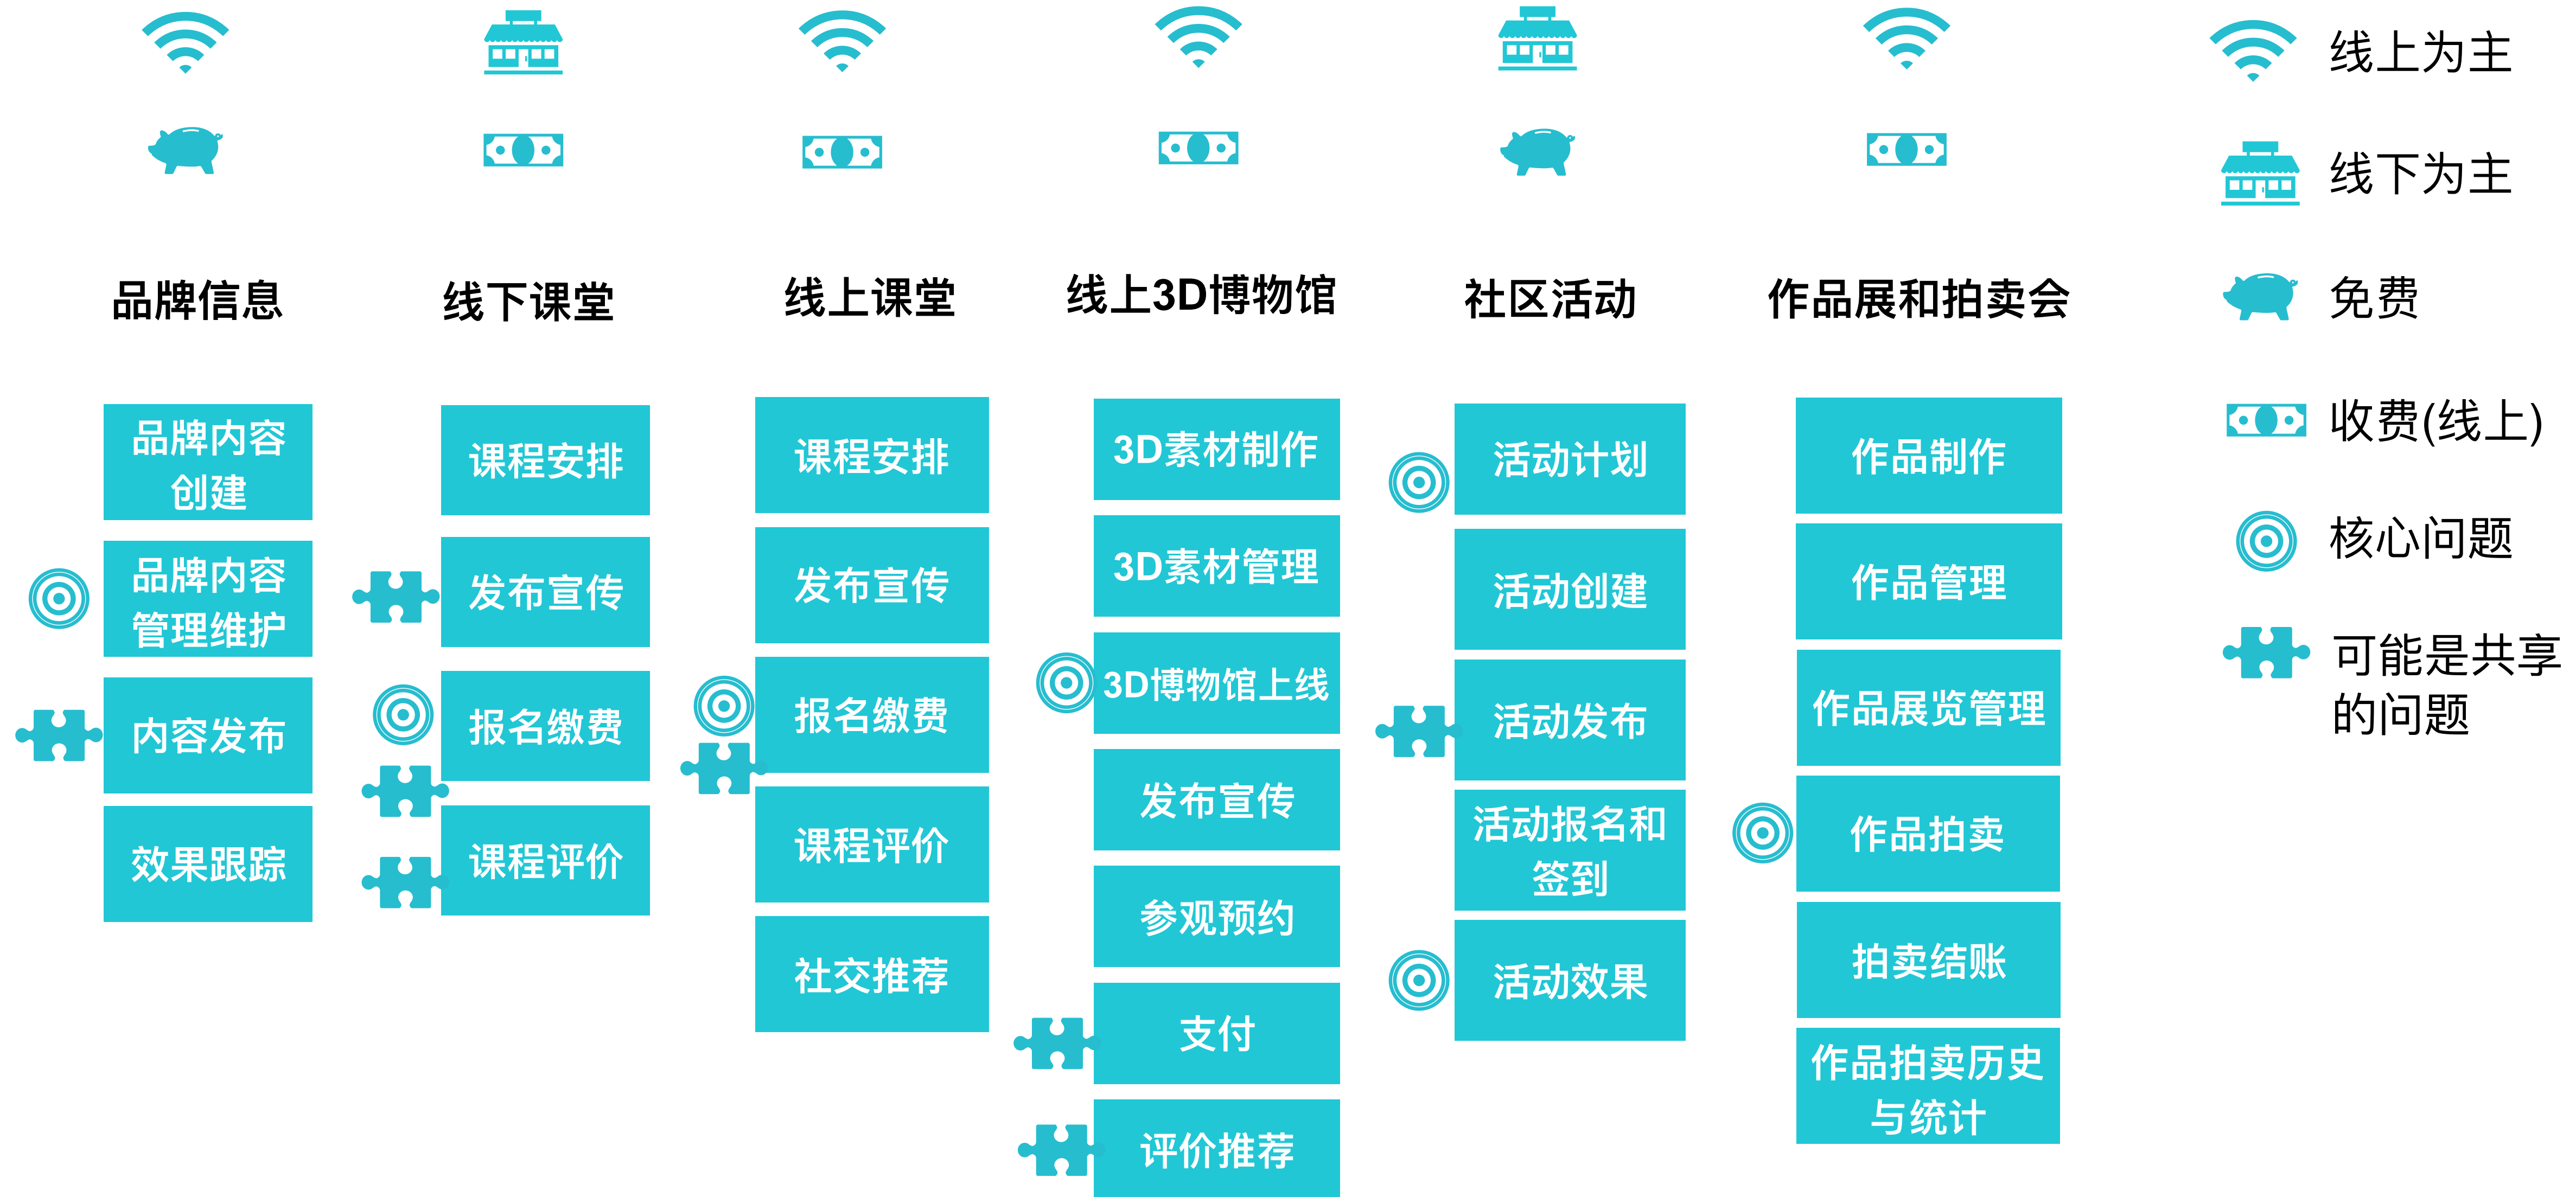 品牌信息
线下课堂
线上课堂
线上3D博物馆
社区活动
作品展和拍卖会
品牌内容
创建
品牌内容
管理维护
内容发布
效果跟踪
课程安排
发布宣传
报名缴费
课程评价
课程安排
发布宣传
报名缴费
课程评价
社交推荐
3D素材制作
3D素材管理
3D博物馆上线
发布宣传
参观预约
支付
评价推荐
活动计划
活动创建
活动发布
活动报名和
签到
活动效果
作品制作
作品管理
作品展览管理
作品拍卖
拍卖结账
作品拍卖历史
与统计
线上为主
线下为主
免费
收费(线上)
核心问题
可能是共享
的问题